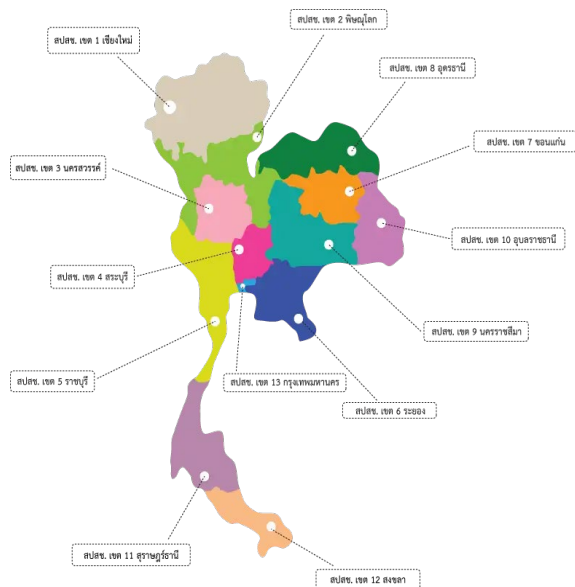 สปสช. เขต 2 พิษณุโลก
สปสช. เขต 1 เชียงใหม่
สปสช. เขต 8 อุดรธานี
สปสช. เขต 7 ขอนแก่น
สปสช. เขต 3 นครสวรรค์
สปสช. เขต 10 อุบลราชธานี
สปสช. เขต 4 สระบุรี
สปสช. เขต 9 นครราชสีมา
สปสช. เขต 5 ราชบุรี
สปสช. เขต 13 กรุงเทพมหานคร
สปสช. เขต 6 ระยอง
สปสช. เขต 11 สุราษฎร์ธานี
สปสช. เขต 12 สงขลา